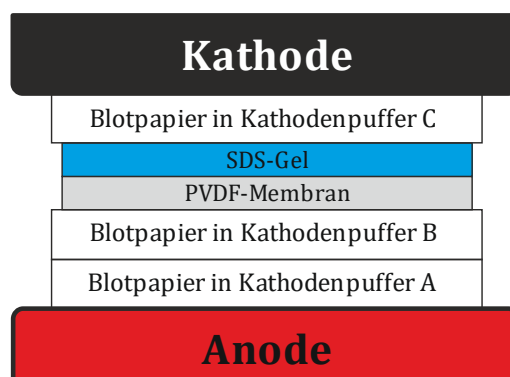 Kathode
Blotpapier in Kathodenpuffer C
SDS-Gel
PVDF-Membran
Blotpapier in Kathodenpuffer B
Blotpapier in Kathodenpuffer A
Anode